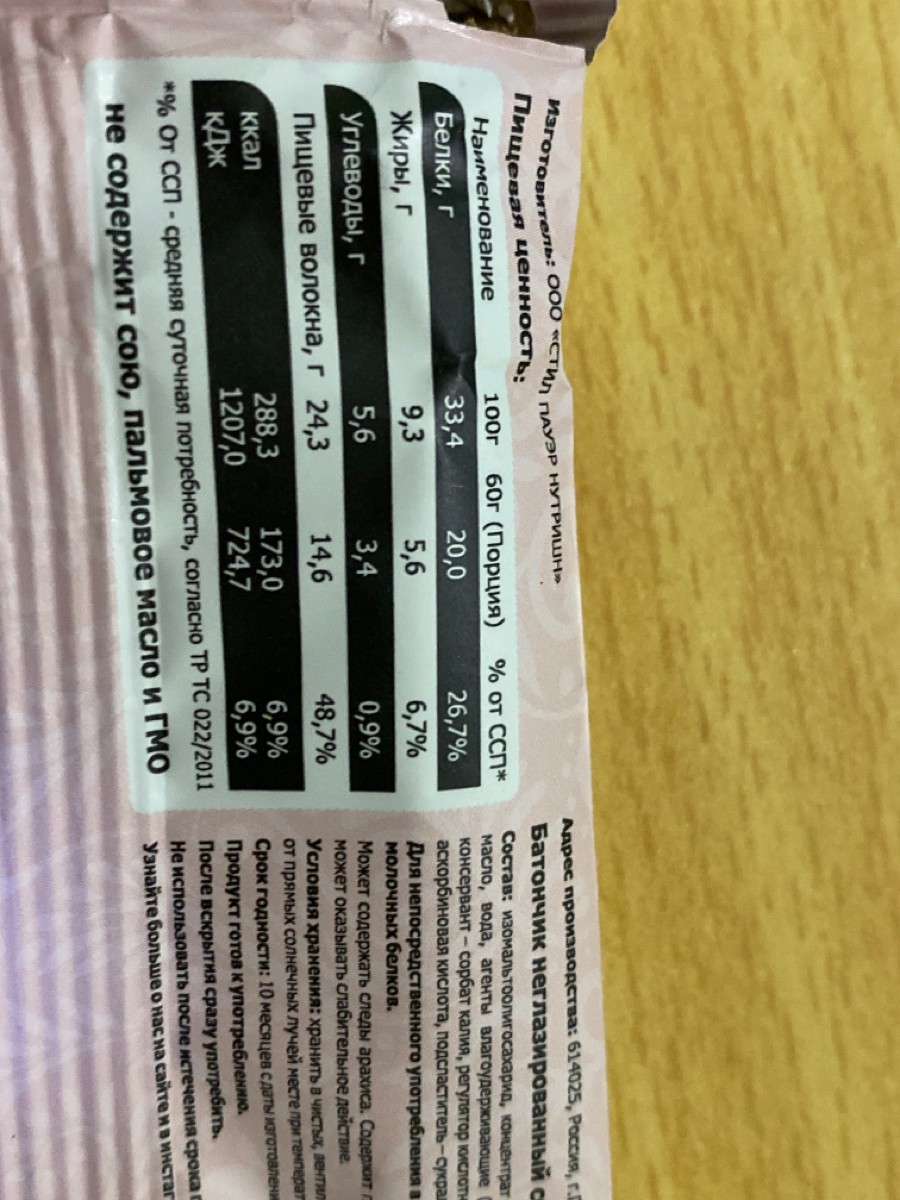 Изготовитель: ООО «СТИЛ ПАУЭР НУТРИШН»
Пищевая ценность:
Наименование 100г 60г (Порция) % от ССП*
Белки, г 33,4 20,0 26,7%
Жиры, г 9,3 5,6 6,7%
Углеводы, г 5,6 3,4 0,9%
Пищевые волокна, г 24,3 14,6 48,7%
ккал 288,3 173,0 6,9%
кДж 1207,0 724,7 6,9%
*% От ССП - средняя суточная потребность, согласно ТР ТС 022/2011
не содержит сою, пальмовое масло и ГМО
Адрес производства: 614025, Россия, г.
Батончик неглазированный с
Состав: изомальтоолигосахарид, концентрат
масло, вода, агенты влагоудерживающие
консервант – сорбат калия, регулятор
аскорбиновая кислота, подсластитель –
Для непосредственного употребления в
молочных белков.
Может содержать следы арахиса. Содержит
может оказывать слабительное действие.
Условия хранения: хранить в чистых,
от прямых солнечных лучей месте при
Срок годности: 10 месяцев с даты
Продукт готов к употреблению.
После вскрытия сразу употребить.
Не использовать после истечения срока
Узнайте больше о нас на сайте и в